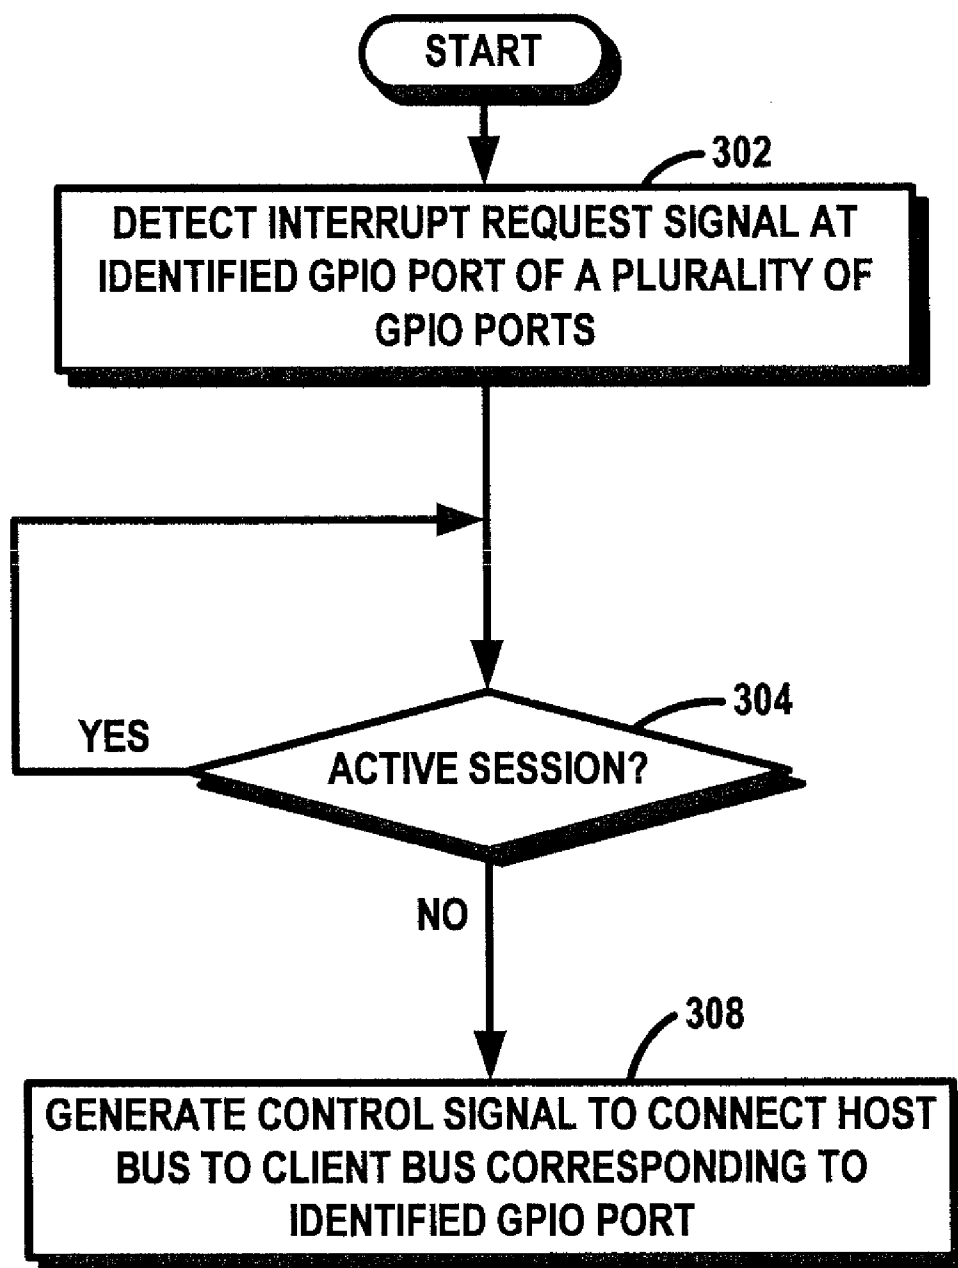 START
302
DETECT INTERRUPT REQUEST SIGNAL AT
IDENTIFIED GPIO PORT OF A PLURALITY OF
GPIO PORTS
304
YES
ACTIVE SESSION?
NO
308
GENERATE CONTROL SIGNAL TO CONNECT HOST
BUS TO CLIENT BUS CORRESPONDING TO
IDENTIFIED GPIO PORT